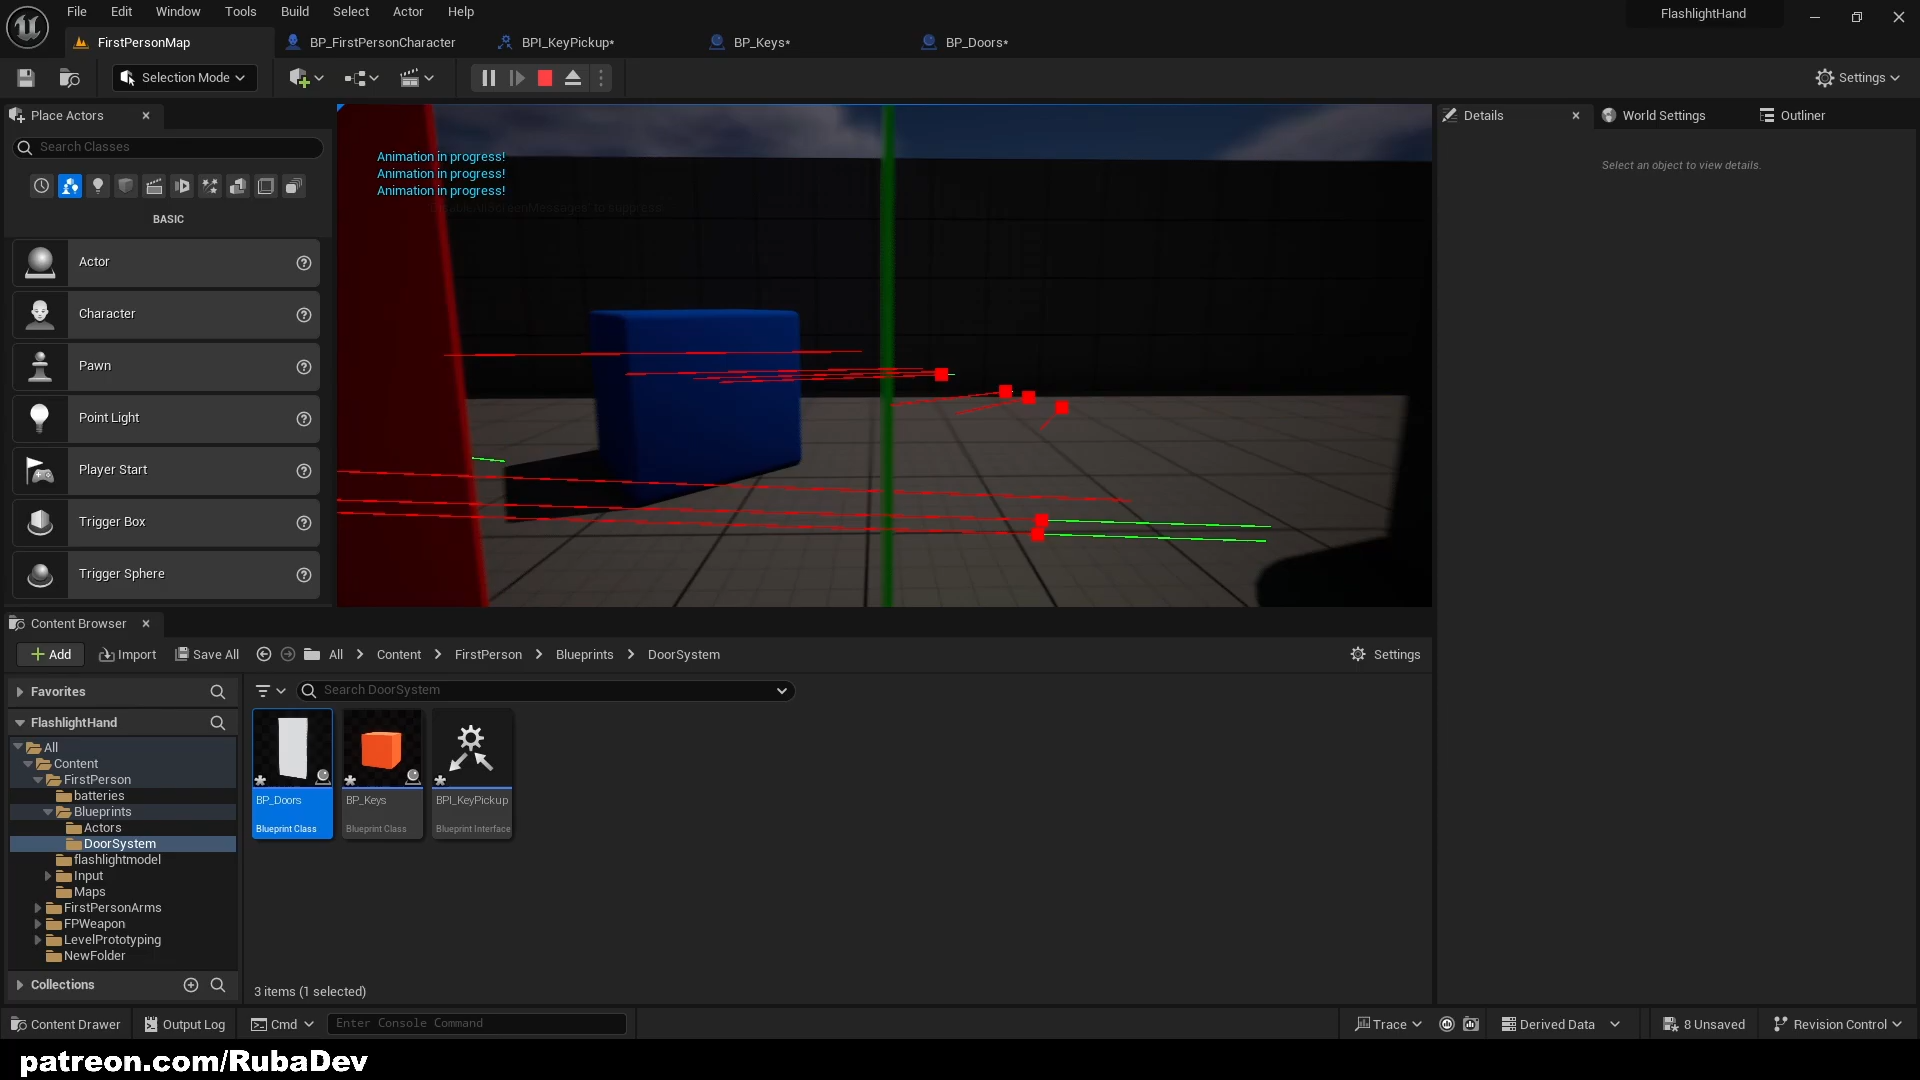 File Edit Window Tools Build Select Actor Help
FlashlightHand
FirstPersonMap
BP_FirstPersonCharacter
BPI_KeyPickup*
BP_Keys*
BP_Doors*
Selection Mode
Settings
Place Actors
Search Classes
BASIC
Actor
Character
Pawn
Point Light
Player Start
Trigger Box
Trigger Sphere
Animation in progress!
Animation in progress!
Animation in progress!
'DisableAllScreenMessages' to suppress
Details
World Settings
Outliner
Select an object to view details.
Content Browser
Add
Import
Save All
All > Content > FirstPerson > Blueprints > DoorSystem
Settings
Favorites
FlashlightHand
All
Content
FirstPerson
batteries
Blueprints
Actors
DoorSystem
flashlightmodel
Input
Maps
FirstPersonArms
FPWeapon
LevelPrototyping
NewFolder
Collections
Search DoorSystem
BP_Doors
Blueprint Class
BP_Keys
Blueprint Class
BPI_KeyPickup
Blueprint Interface
3 items (1 selected)
Content Drawer
Output Log
Cmd
Enter Console Command
Trace
Derived Data
8 Unsaved
Revision Control
patreon.com/RubaDev